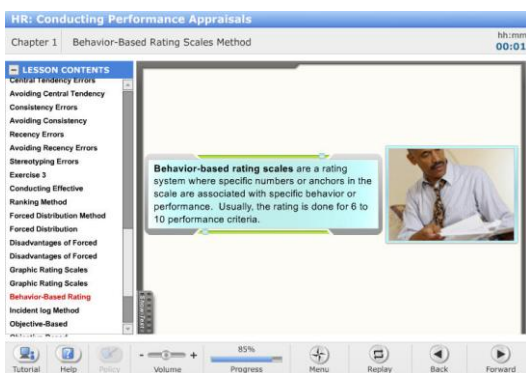 HR: Conducting Performance Appraisals
Chapter 1 Behavior-Based Rating Scales Method
hh:mm
00:01
LESSON CONTENTS
Central Tendency Errors
Avoiding Central Tendency
Consistency Errors
Avoiding Consistency
Recency Errors
Avoiding Recency Errors
Stereotyping Errors
Exercise 3
Conducting Effective
Ranking Method
Forced Distribution Method
Forced Distribution
Disadvantages of Forced
Disadvantages of Forced
Graphic Rating Scales
Graphic Rating Scales
Behavior-Based Rating
Incident log Method
Objective-Based
Objective-Based
Behavior-based rating scales are a rating
system where specific numbers or anchors in the
scale are associated with specific behavior or
performance. Usually, the rating is done for 6 to
10 performance criteria.
Show Text
85%
- +
Tutorial Help Policy Volume Progress Menu Replay Back Forward